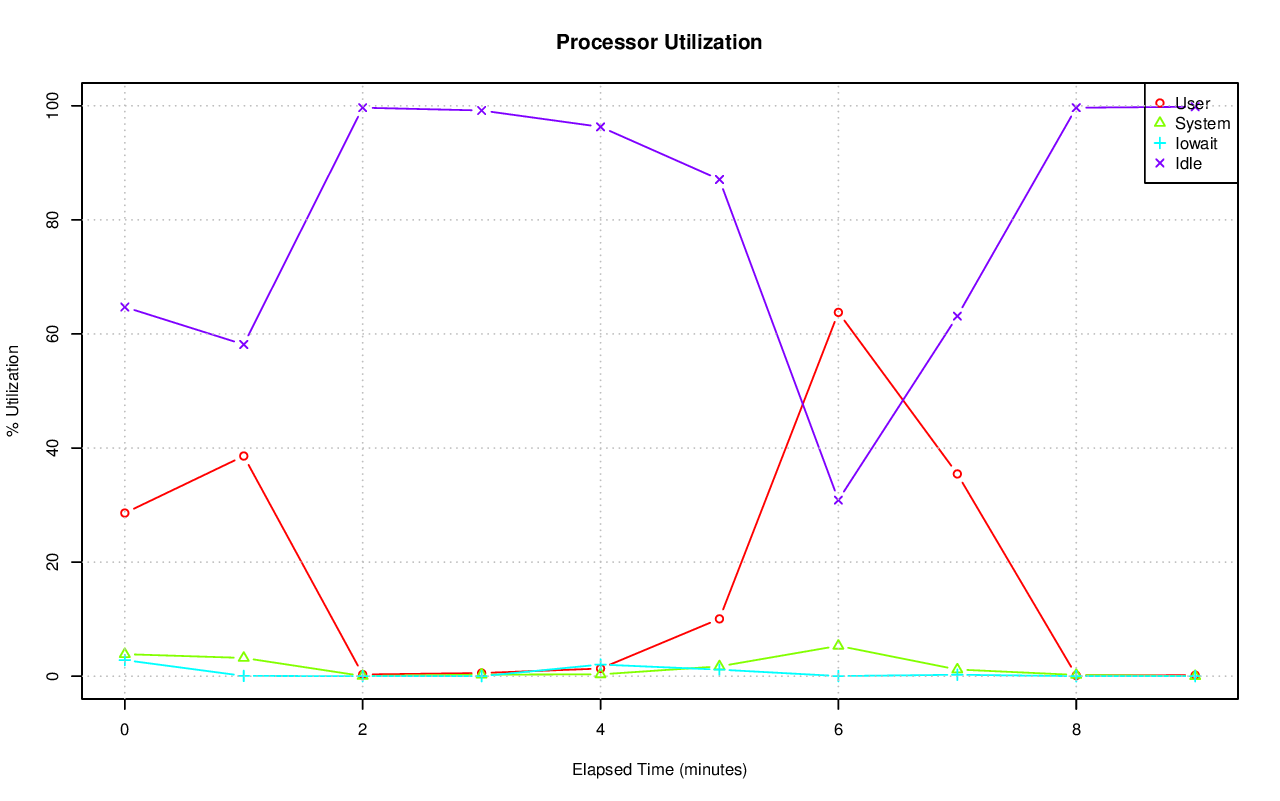 Processor Utilization
% Utilization
100
80
60
40
20
0
User
System
Iowait
Idle
0 2 4 6 8
Elapsed Time (minutes)